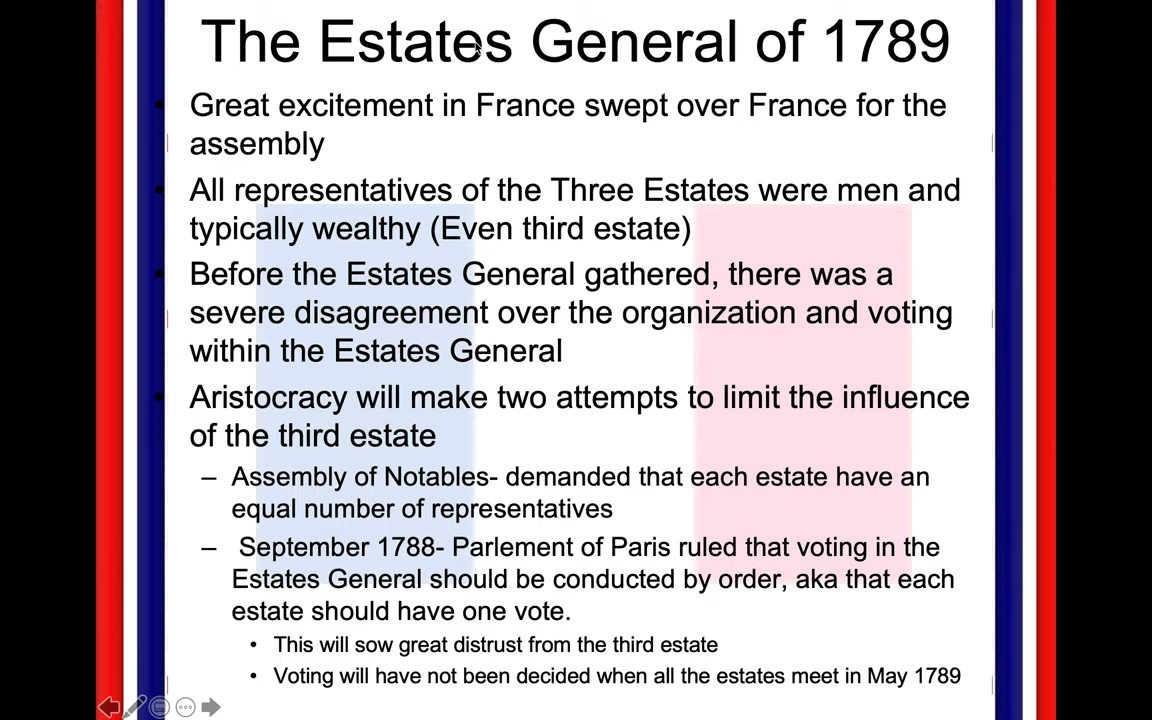 The Estates General of 1789
• Great excitement in France swept over France for the
assembly
• All representatives of the Three Estates were men and
typically wealthy (Even third estate)
• Before the Estates General gathered, there was a
severe disagreement over the organization and voting
within the Estates General
• Aristocracy will make two attempts to limit the influence
of the third estate
– Assembly of Notables- demanded that each estate have an
equal number of representatives
– September 1788- Parlement of Paris ruled that voting in the
Estates General should be conducted by order, aka that each
estate should have one vote.
• This will sow great distrust from the third estate
• Voting will have not been decided when all the estates meet in May 1789